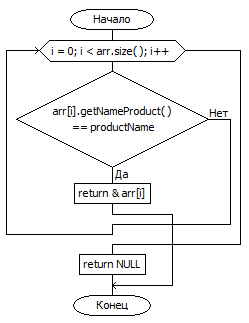 Начало
i = 0; i < arr.size( ); i++
arr[i].getNameProduct( )
== productName
Нет
Да
return & arr[i]
return NULL
Конец